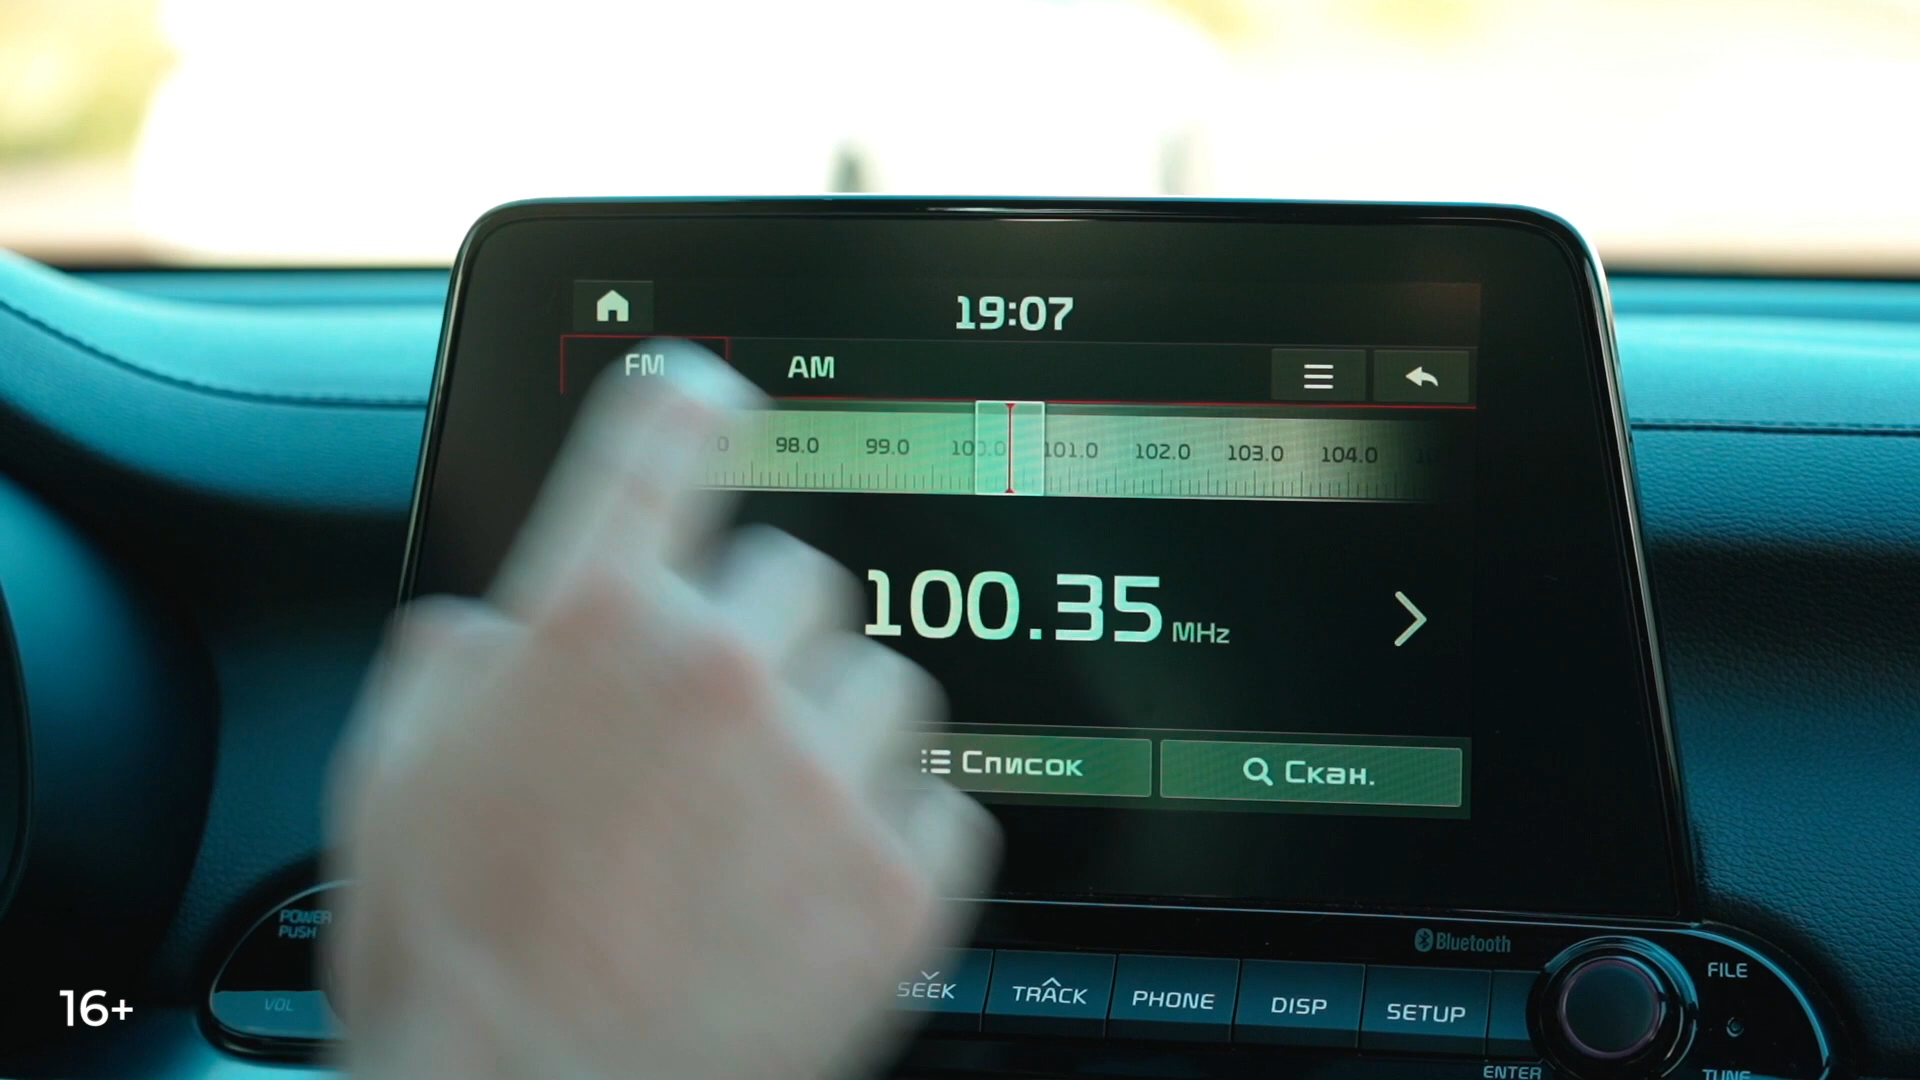 19:07
FM AM
98.0 99.0 100.0 101.0 102.0 103.0 104.0
100.35 MHz
Список Скан.
POWER
PUSH
VOL
Bluetooth
SEEK TRACK PHONE DISP SETUP
FILE
ENTER
TUNE
16+